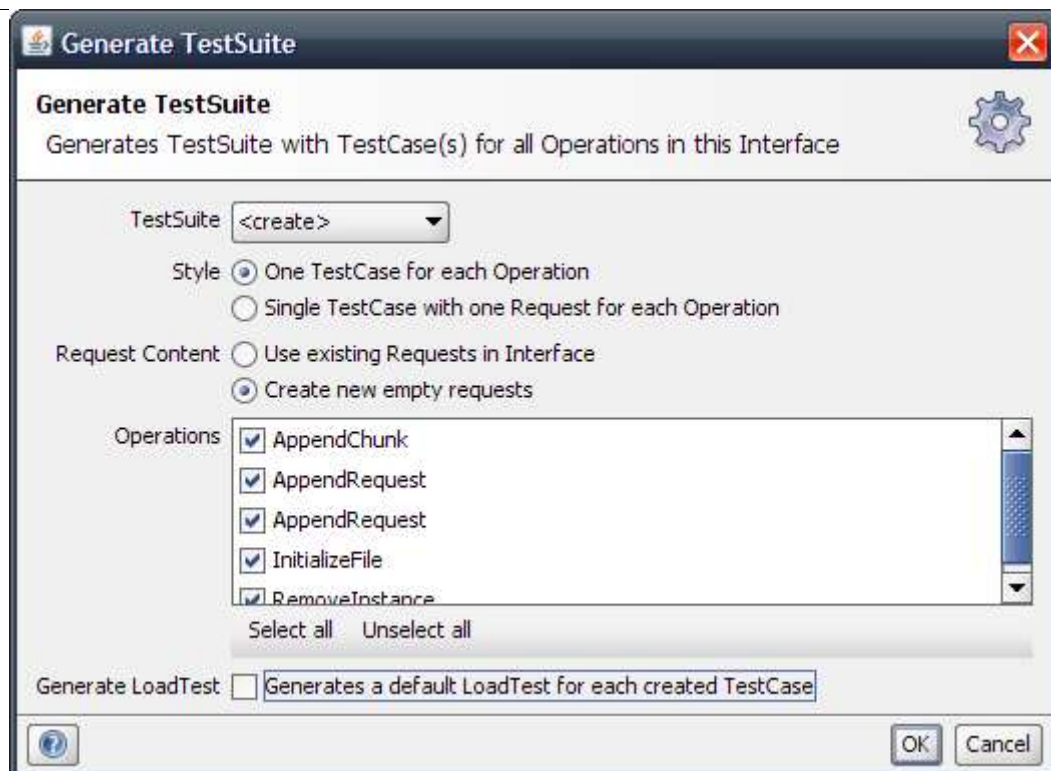 Generate TestSuite
Generate TestSuite
Generates TestSuite with TestCase(s) for all Operations in this Interface
TestSuite <create>
Style One TestCase for each Operation
Single TestCase with one Request for each Operation
Request Content Use existing Requests in Interface
Create new empty requests
Operations AppendChunk
AppendRequest
AppendRequest
InitializeFile
RemoveInstance
Select all Unselect all
Generate LoadTest Generates a default LoadTest for each created TestCase
? OK Cancel